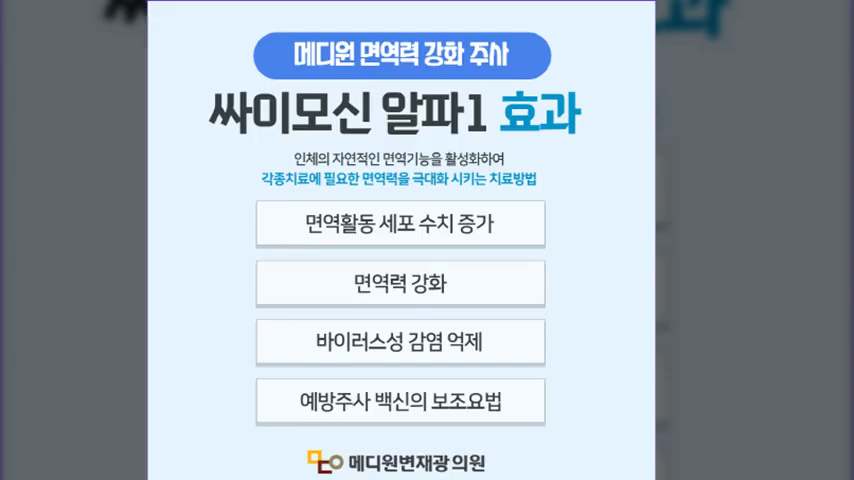 메디원 면역력 강화 주사
싸이모신 알파1 효과
인체의 자연적인 면역기능을 활성화하여
각종치료에 필요한 면역력을 극대화 시키는 치료방법
면역활동 세포 수치 증가
면역력 강화
바이러스성 감염 억제
예방주사 백신의 보조요법
메디원변재광의원